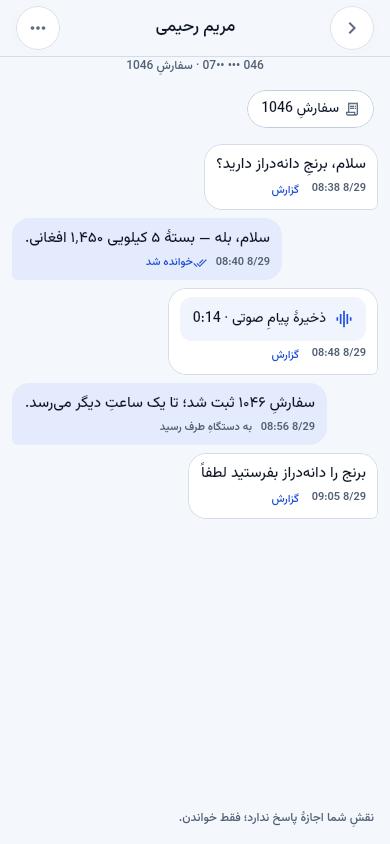 مریم رحیمی
07•• ••• 046 · سفارشِ 1046
سفارشِ 1046
سلام، برنجِ دانه‌دراز دارید؟
8/29 08:38 گزارش
سلام، بله — بستهٔ ۵ کیلویی ۱,۴۵۰ افغانی.
8/29 08:40 خوانده شد
ذخیرهٔ پیامِ صوتی · 0:14
8/29 08:48 گزارش
سفارشِ ۱۰۴۶ ثبت شد؛ تا یک ساعتِ دیگر می‌رسد.
8/29 08:56 به دستگاهِ طرف رسید
برنج را دانه‌دراز بفرستید لطفاً
8/29 09:05 گزارش
نقشِ شما اجازهٔ پاسخ ندارد؛ فقط خواندن.